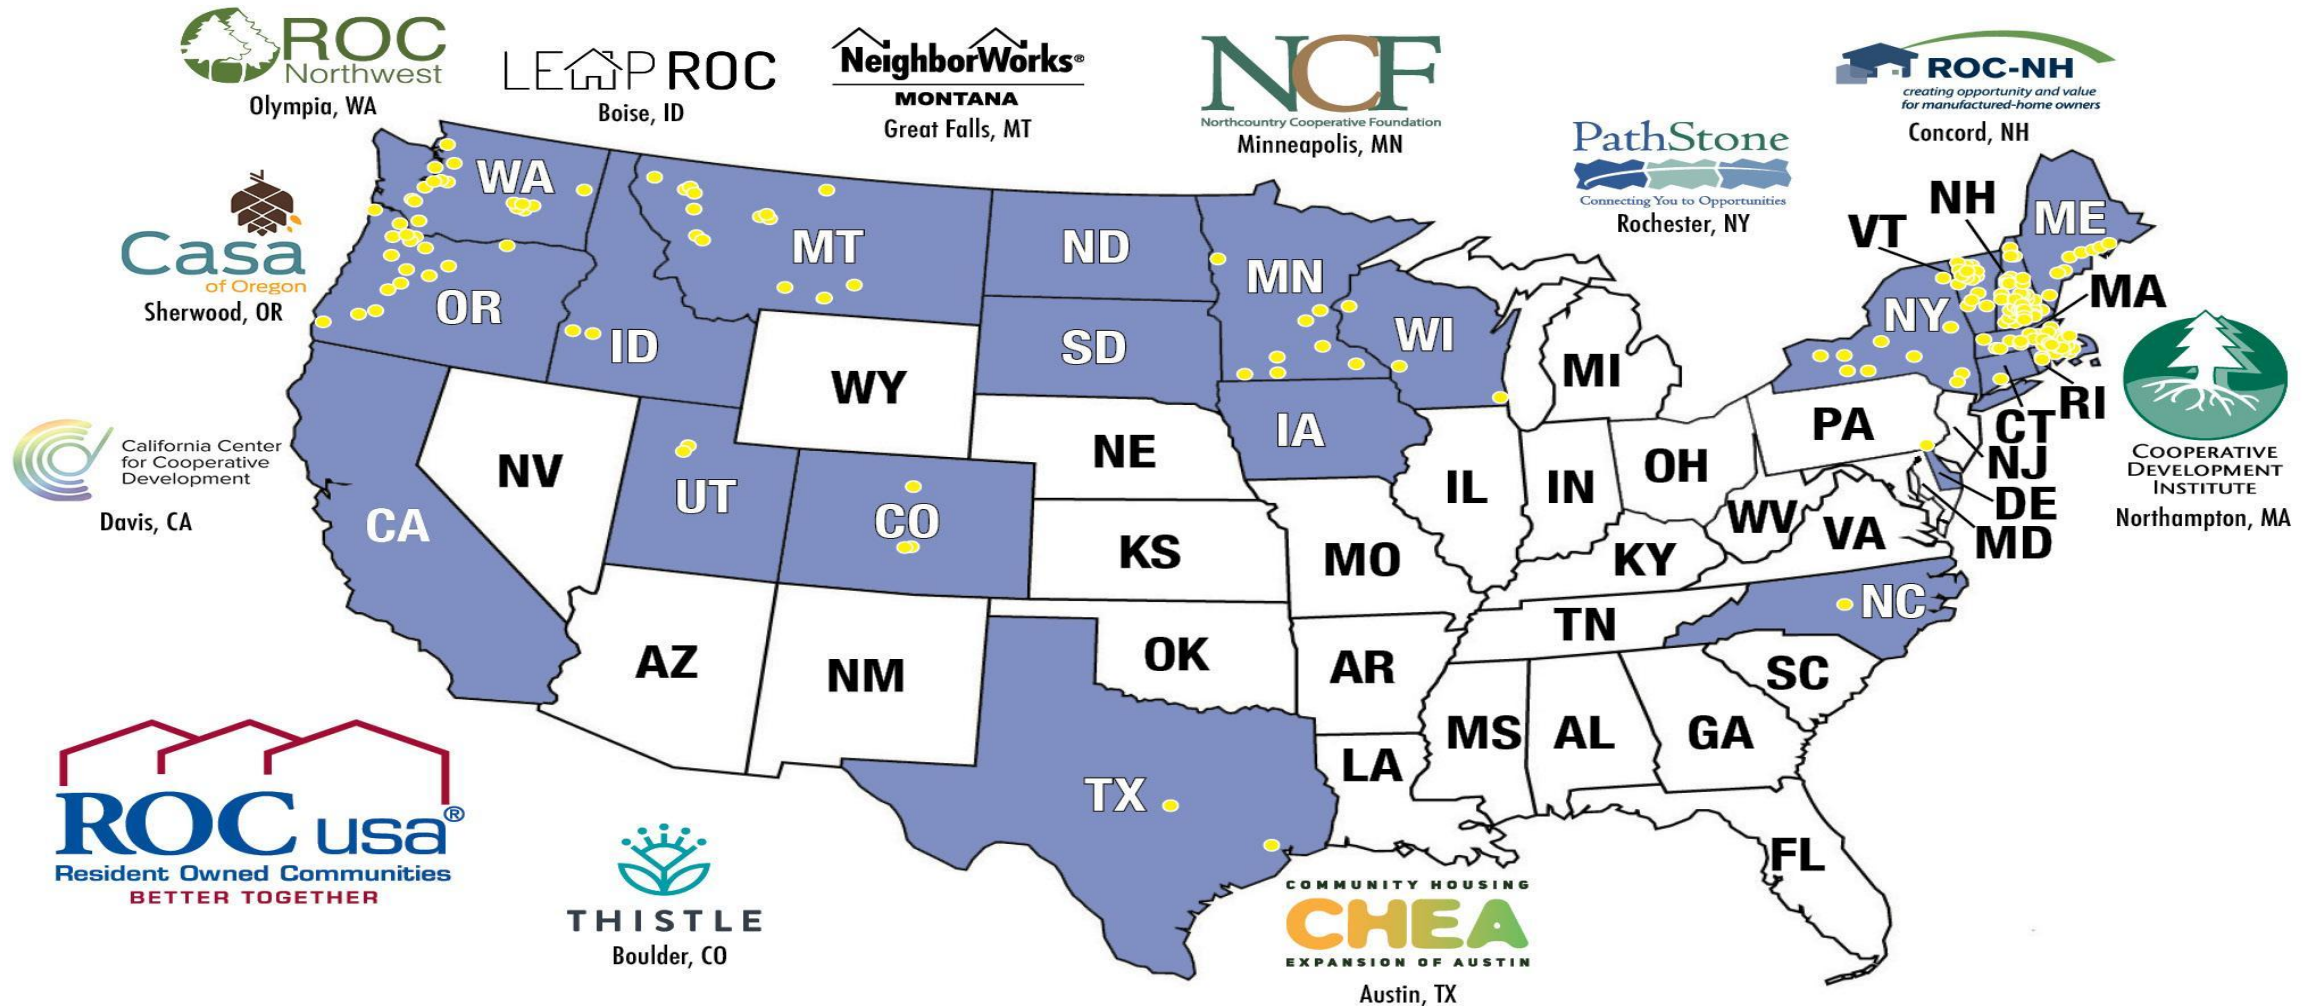 ROC
Northwest
Olympia, WA
LEAP ROC
Boise, ID
NeighborWorks®
MONTANA
Great Falls, MT
NCF
Northcountry Cooperative Foundation
Minneapolis, MN
PathStone
Connecting You to Opportunities
Rochester, NY
ROC-NH
creating opportunity and value
for manufactured-home owners
Concord, NH
Casa
of Oregon
Sherwood, OR
California Center
for Cooperative
Development
Davis, CA
WA
MT
ND
MN
VT
NH
ME
OR
ID
SD
WI
NY
MA
WY
MI
IA
PA
CT
RI
NV
UT
CO
NE
IL
IN
OH
NJ
DE
MD
CA
KS
MO
KY
WV
VA
AZ
NM
OK
AR
TN
NC
SC
TX
LA
MS
AL
GA
FL
COOPERATIVE
DEVELOPMENT
INSTITUTE
Northampton, MA
ROC usa®
Resident Owned Communities
BETTER TOGETHER
THISTLE
Boulder, CO
COMMUNITY HOUSING
CHEA
EXPANSION OF AUSTIN
Austin, TX